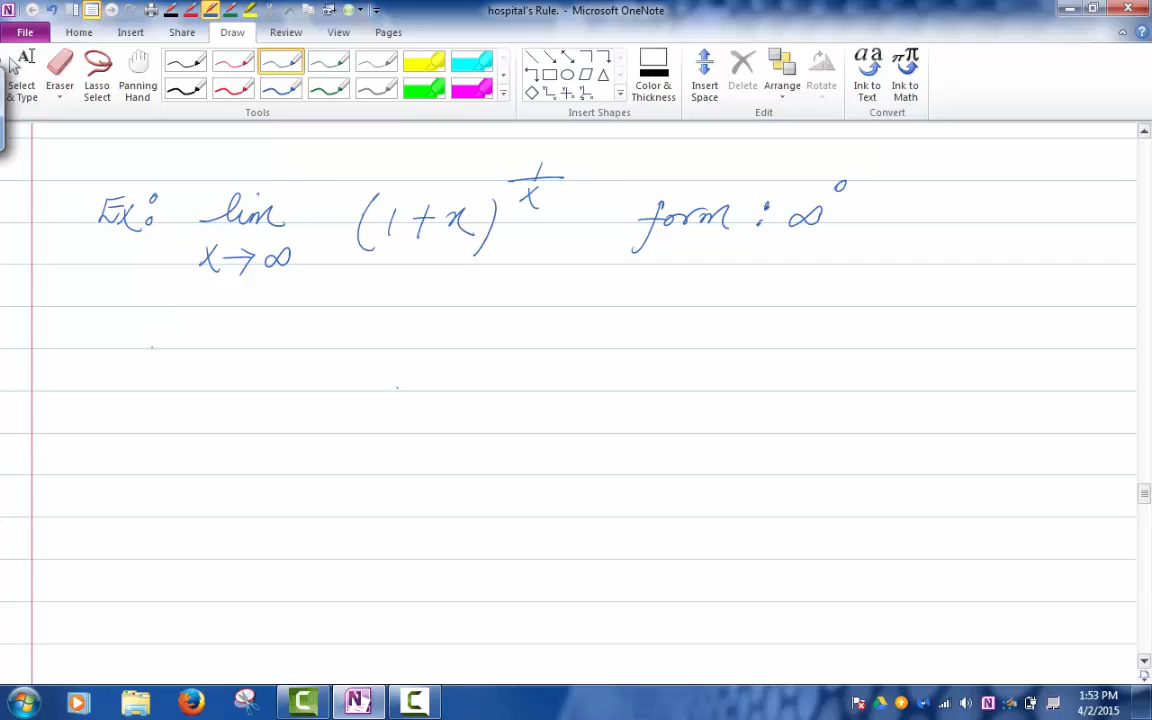 hospital's Rule. - Microsoft OneNote
File Home Insert Share Draw Review View Pages
Select & Type Eraser Lasso Select Panning Hand Color & Thickness Insert Space Delete Arrange Rotate Ink to Text Ink to Math
Tools Insert Shapes Edit Convert
Ex: lim x→∞ (1+x)^(1/x) form : ∞^0
1:53 PM
4/2/2015